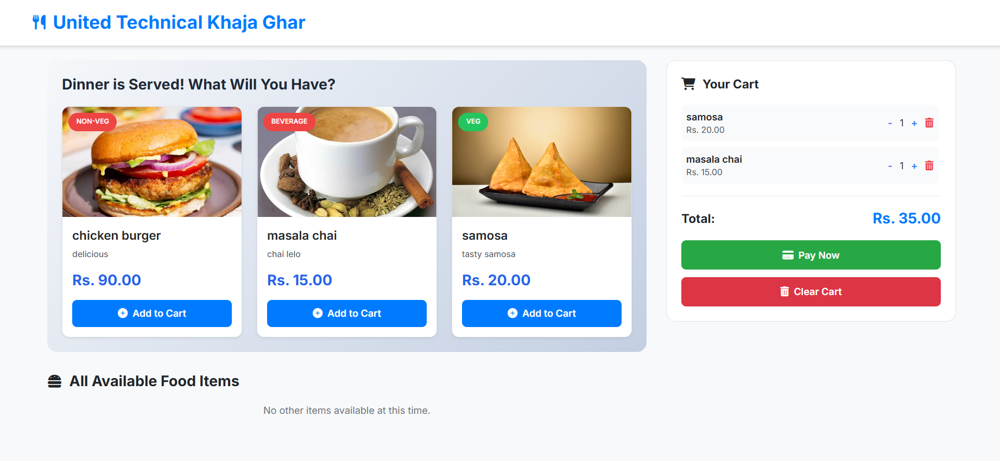 United Technical Khaja Ghar
Dinner is Served! What Will You Have?
NON-VEG
chicken burger
delicious
Rs. 90.00
Add to Cart
BEVERAGE
masala chai
chai lelo
Rs. 15.00
Add to Cart
VEG
samosa
tasty samosa
Rs. 20.00
Add to Cart
Your Cart
samosa
Rs. 20.00
- 1 +
masala chai
Rs. 15.00
- 1 +
Total: Rs. 35.00
Pay Now
Clear Cart
All Available Food Items
No other items available at this time.